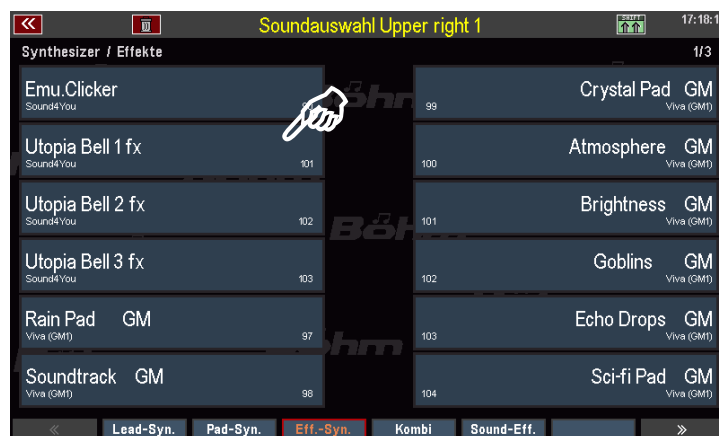 Soundauswahl Upper right 1
SHIFT
17:18:1
Synthesizer / Effekte
1/3
Emu.Clicker
Sound4You
Crystal Pad GM
99
Viva (GM1)
Utopia Bell 1 fx
Sound4You
101
Atmosphere GM
100
Viva (GM1)
Utopia Bell 2 fx
Sound4You
102
Brightness GM
101
Viva (GM1)
Utopia Bell 3 fx
Sound4You
103
Goblins GM
102
Viva (GM1)
Rain Pad GM
Viva (GM1)
97
Echo Drops GM
103
Viva (GM1)
Soundtrack GM
Viva (GM1)
98
Sci-fi Pad GM
104
Viva (GM1)
Böhm
« Lead-Syn. Pad-Syn. Eff.-Syn. Kombi Sound-Eff. »